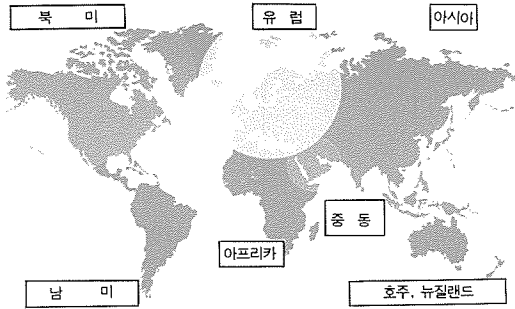 북 미
유 럽
아시아
중 동
아프리카
남 미
호주, 뉴질랜드